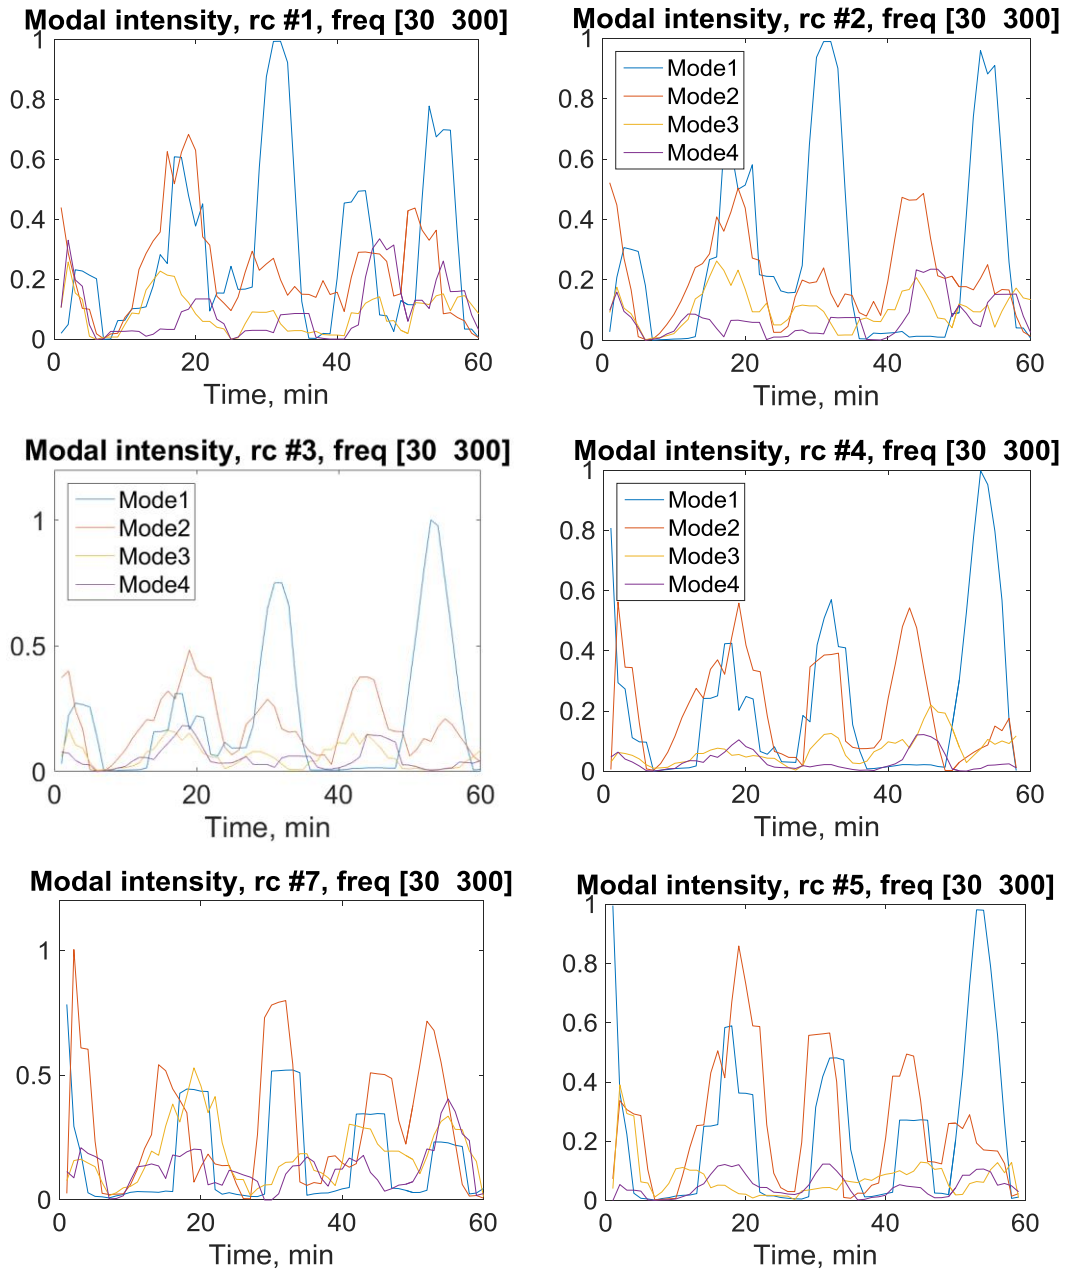 Modal intensity, rc #1, freq [30 300]
1
0.8
0.6
0.4
0.2
0
20
40
60
Time, min
Modal intensity, rc #2, freq [30 300]
1
0.8
0.6
0.4
0.2
0
Mode1
Mode2
Mode3
Mode4
0
20
40
60
Time, min
Modal intensity, rc #3, freq [30 300]
1
0.5
0
Mode1
Mode2
Mode3
Mode4
0
20
40
60
Time, min
Modal intensity, rc #4, freq [30 300]
1
0.8
0.6
0.4
0.2
0
Mode1
Mode2
Mode3
Mode4
0
20
40
60
Time, min
Modal intensity, rc #7, freq [30 300]
1
0.5
0
0
20
40
60
Time, min
Modal intensity, rc #5, freq [30 300]
1
0.8
0.6
0.4
0.2
0
0
20
40
60
Time, min